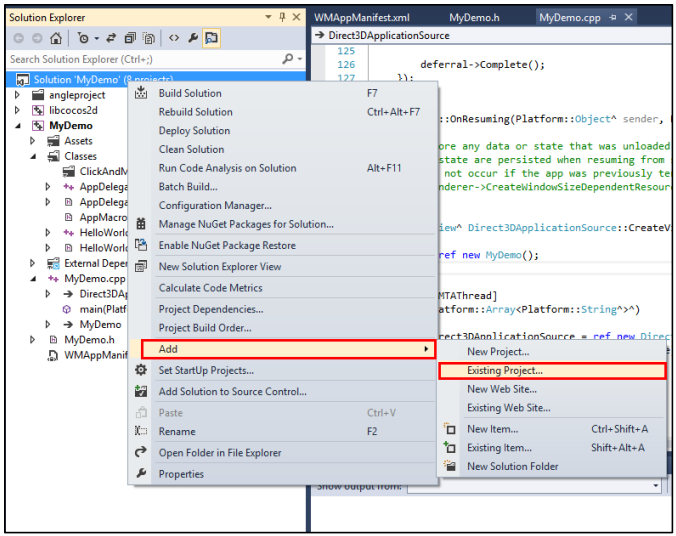 Solution Explorer
WMAppManifest.xml MyDemo.h MyDemo.cpp
Direct3DApplicationSource
Search Solution Explorer (Ctrl+;)
125
126 deferral->Complete();
127 });
Solution 'MyDemo' (8 projects)
angleproject
libcocos2d
MyDemo
Assets
Classes
ClickAndM
AppDelega
AppDelega
AppMacro
HelloWorl
HelloWorl
External Deper
MyDemo.cpp
Direct3DAp
main(Platf
MyDemo
MyDemo.h
WMAppManif
Build Solution F7
Rebuild Solution Ctrl+Alt+F7
Deploy Solution
Clean Solution
Run Code Analysis on Solution Alt+F11
Batch Build...
Configuration Manager...
Manage NuGet Packages for Solution...
Enable NuGet Package Restore
New Solution Explorer View
Calculate Code Metrics
Project Dependencies...
Project Build Order...
Add
Set StartUp Projects...
Add Solution to Source Control...
Paste Ctrl+V
Rename F2
Open Folder in File Explorer
Properties
::OnResuming(Platform::Object^ sender,
ore any data or state that was unloaded
state are persisted when resuming from
not occur if the app was previously te
nderer->CreateWindowSizeDependentResour
iew^ Direct3DApplicationSource::CreateV
ref new MyDemo();
MTAThread]
atform::Array<Platform::String^>^)
rect3DApplicationSource = ref new Direc
New Project...
Existing Project...
New Web Site...
Existing Web Site...
New Item... Ctrl+Shift+A
Existing Item... Shift+Alt+A
New Solution Folder
Show output from: